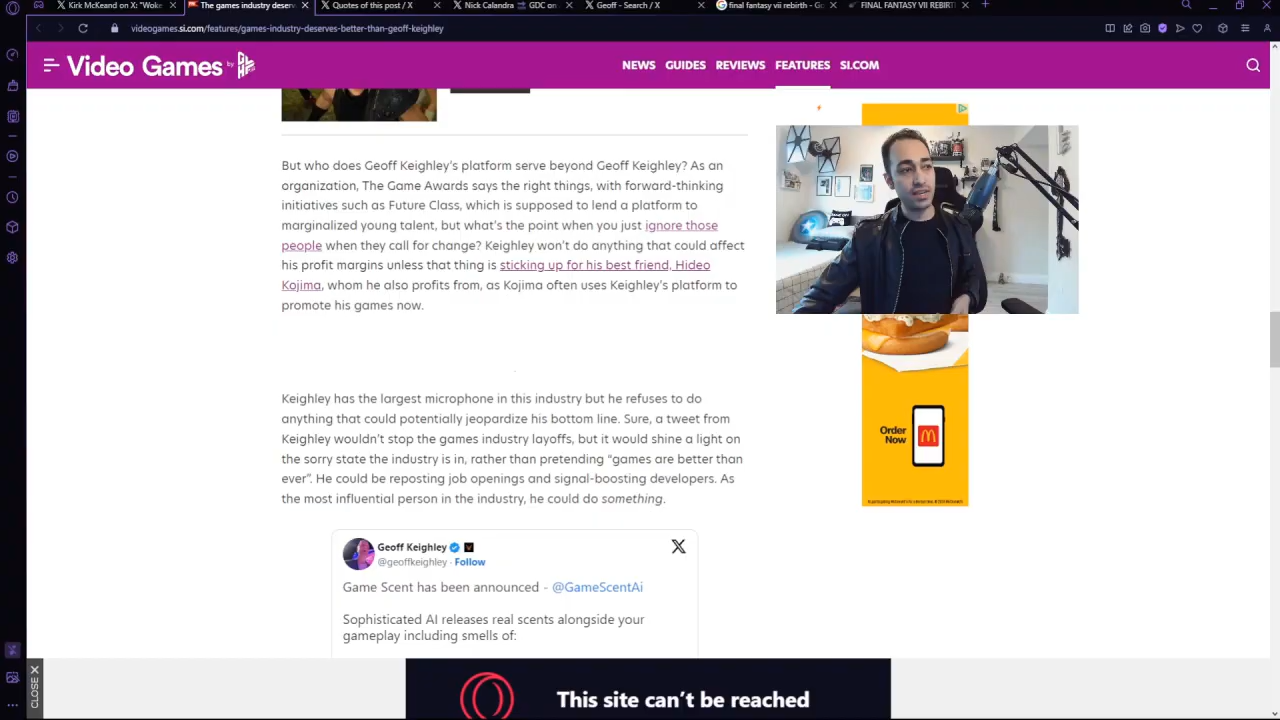 Kirk McKeand on X: "Woke
The games industry deserve
Quotes of this post / X
Nick Calandra
GDC on
Geoff - Search / X
final fantasy vii rebirth - Go
FINAL FANTASY VII REBIRT
videogames.si.com/features/games-industry-deserves-better-than-geoff-keighley
Video Games by
NEWS GUIDES REVIEWS FEATURES SI.COM
But who does Geoff Keighley's platform serve beyond Geoff Keighley? As an
organization, The Game Awards says the right things, with forward-thinking
initiatives such as Future Class, which is supposed to lend a platform to
marginalized young talent, but what's the point when you just ignore those
people when they call for change? Keighley won't do anything that could affect
his profit margins unless that thing is sticking up for his best friend, Hideo
Kojima, whom he also profits from, as Kojima often uses Keighley's platform to
promote his games now.
Keighley has the largest microphone in this industry but he refuses to do
anything that could potentially jeopardize his bottom line. Sure, a tweet from
Keighley wouldn't stop the games industry layoffs, but it would shine a light on
the sorry state the industry is in, rather than pretending "games are better than
ever". He could be reposting job openings and signal-boosting developers. As
the most influential person in the industry, he could do something.
Order
Now
Geoff Keighley
@geoffkeighley · Follow
Game Scent has been announced - @GameScentAi
Sophisticated AI releases real scents alongside your
gameplay including smells of:
CLOSE X
This site can't be reached